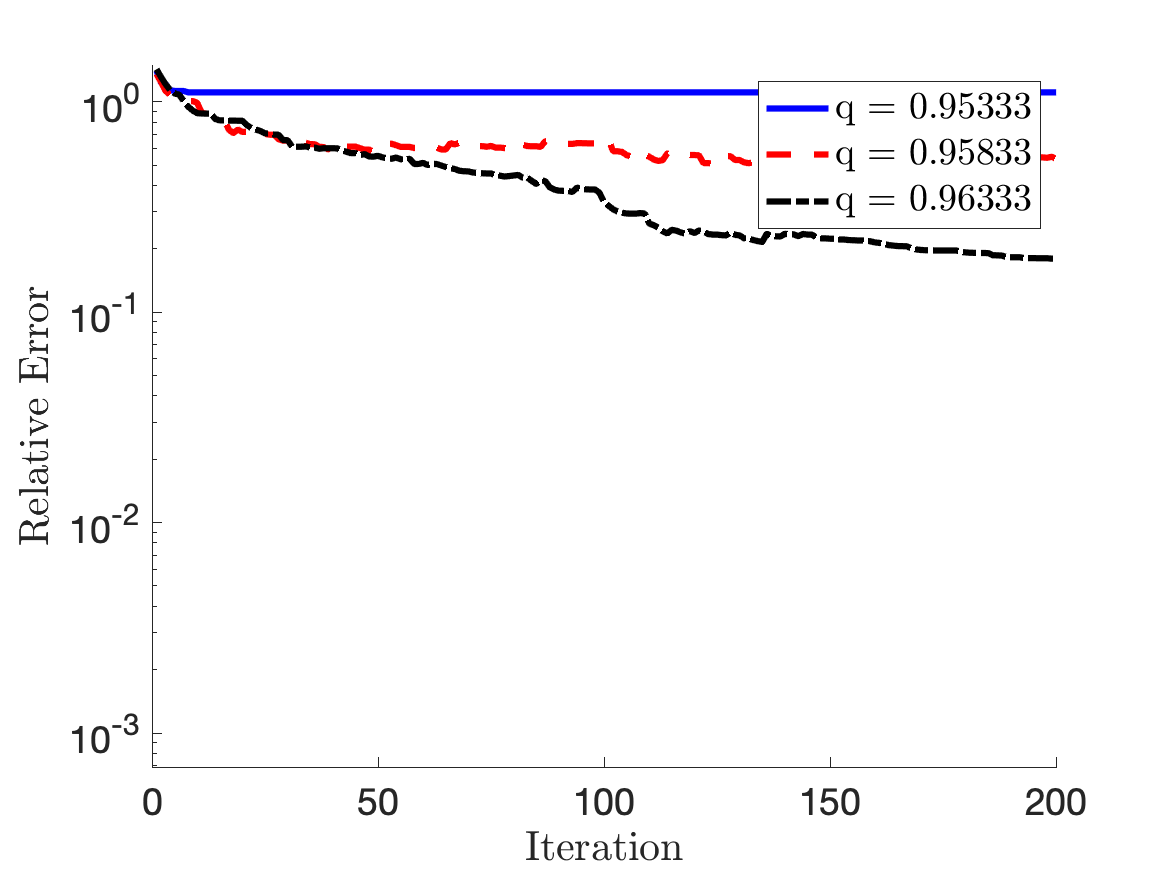 q = 0.95333
q = 0.95833
q = 0.96333
10^0
10^-1
10^-2
10^-3
Relative Error
0 50 100 150 200
Iteration